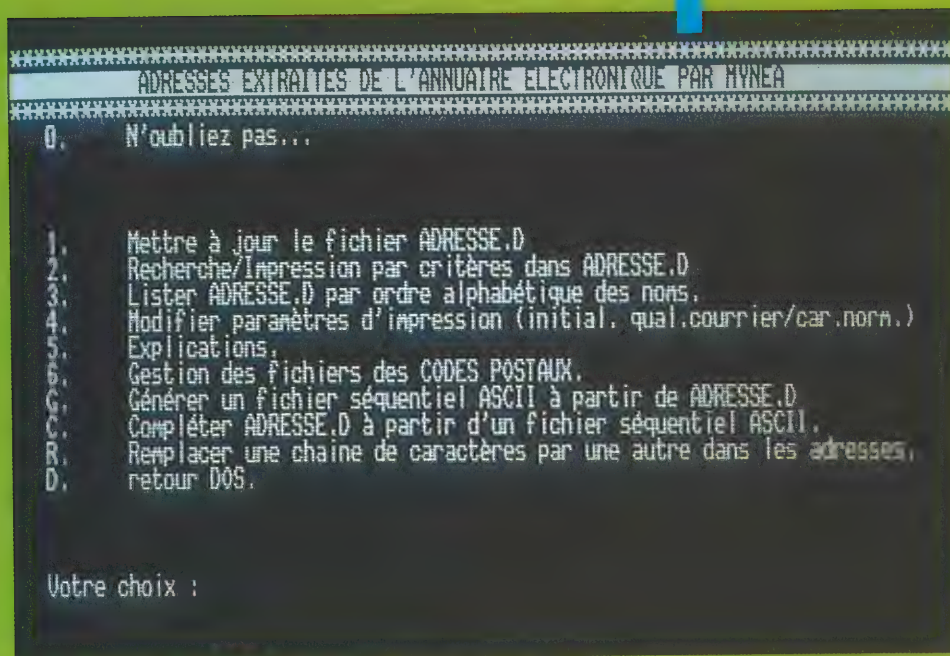 ************************************************************
ADRESSES EXTRAITES DE L'ANNUAIRE ELECTRONIQUE PAR MYNEA
************************************************************
0. N'oubliez pas...
1. Mettre à jour le fichier ADRESSE.D
2. Recherche/Impression par critères dans ADRESSE.D
3. Lister ADRESSE.D par ordre alphabétique des noms.
4. Modifier paramètres d'impression (initial. qual.courrier/car.norm.)
5. Explications.
6. Gestion des fichiers des CODES POSTAUX.
G. Générer un fichier séquentiel ASCII à partir de ADRESSE.D
C. Compléter ADRESSE.D à partir d'un fichier séquentiel ASCII.
R. Remplacer une chaine de caractères par une autre dans les adresses.
D. retour DOS.
Votre choix :